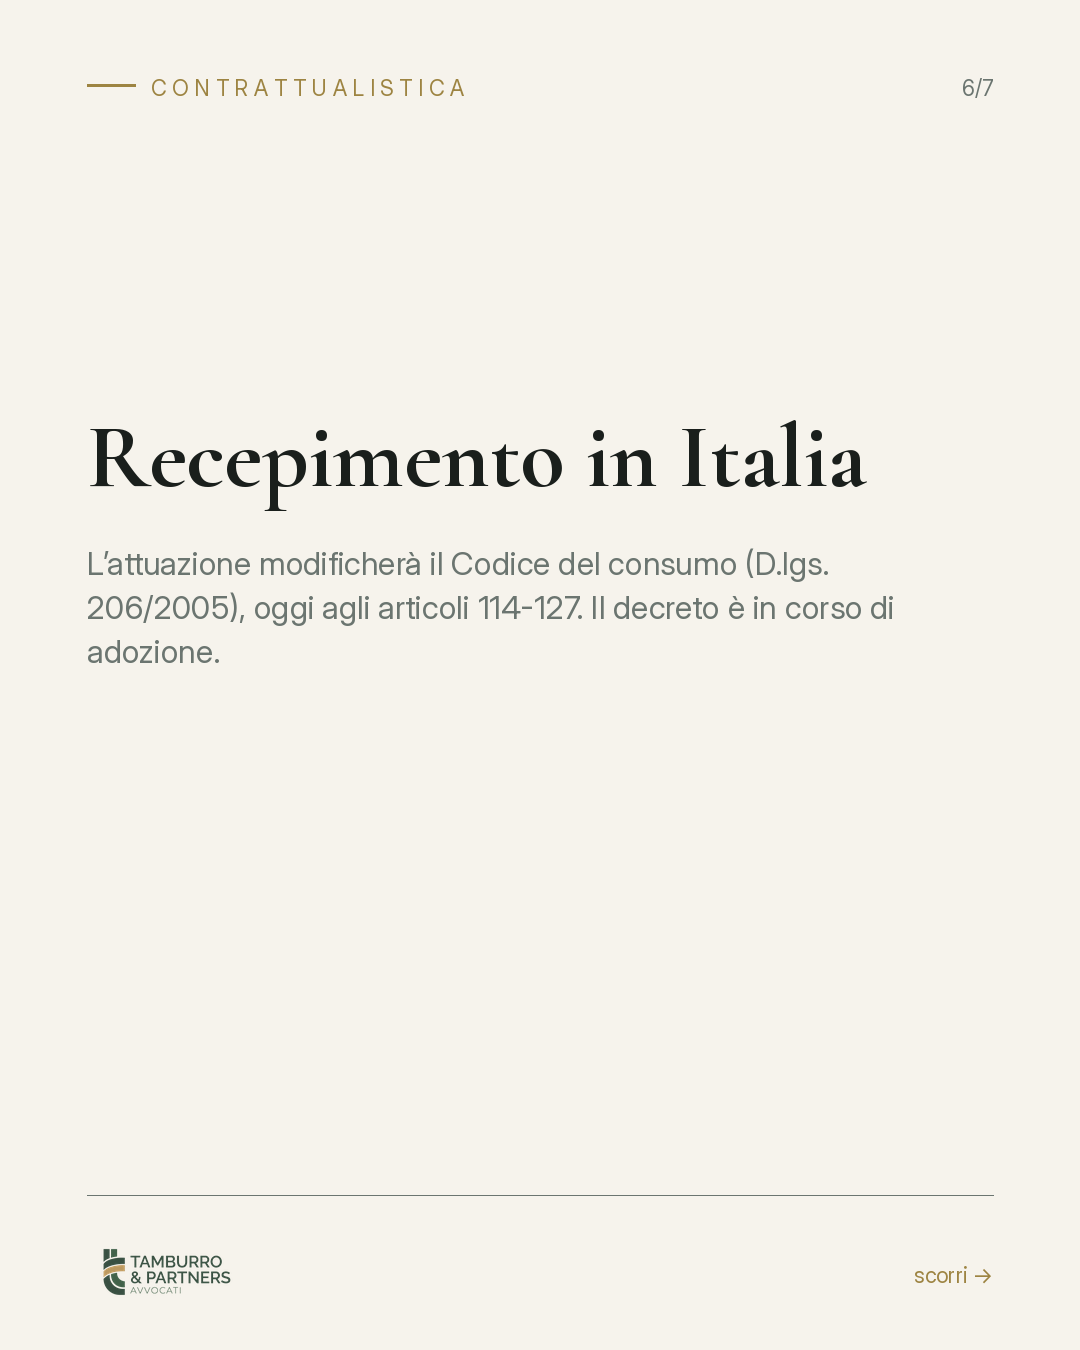 CONTRATTUALISTICA
6/7
Recepimento in Italia
L’attuazione modificherà il Codice del consumo (D.lgs.
206/2005), oggi agli articoli 114-127. Il decreto è in corso di
adozione.
TAMBURRO
& PARTNERS
AVVOCATI
scorri →